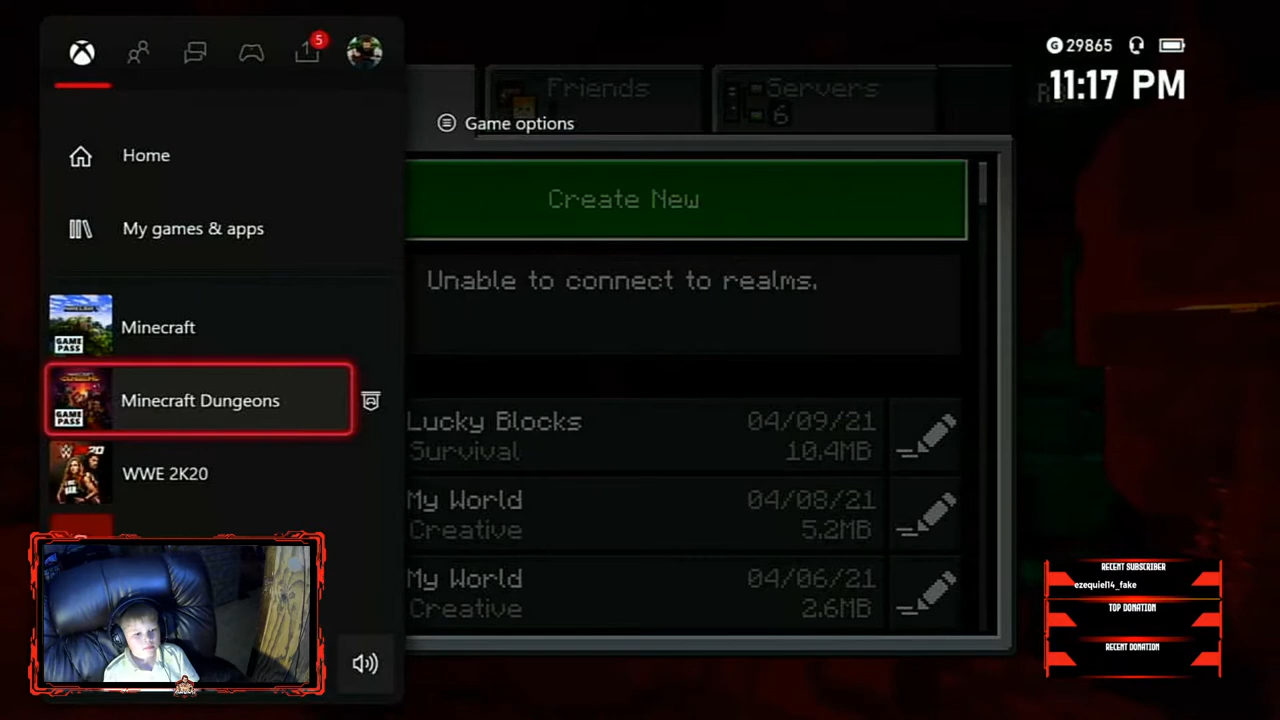 5
29865
11:17 PM
Friends
Servers
6
Game options
Home
My games & apps
Create New
Unable to connect to realms.
Minecraft
GAME PASS
Minecraft Dungeons
GAME PASS
WWE 2K20
Lucky Blocks 04/09/21
Survival 10.4MB
My World 04/08/21
Creative 5.2MB
My World 04/06/21
Creative 2.6MB
RECENT SUBSCRIBER
ezequiel14_fake
TOP DONATION
RECENT DONATION